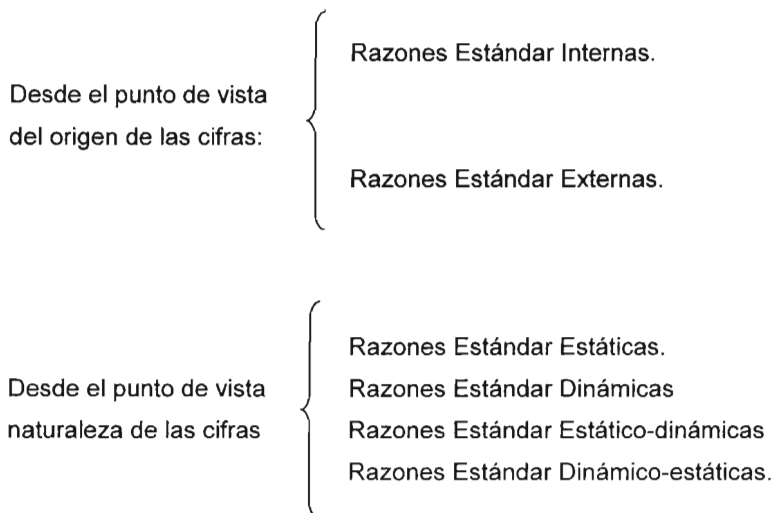 Desde el punto de vista
del origen de las cifras:
Razones Estándar Internas.
Razones Estándar Externas.
Desde el punto de vista
naturaleza de las cifras
Razones Estándar Estáticas.
Razones Estándar Dinámicas
Razones Estándar Estático-dinámicas
Razones Estándar Dinámico-estáticas.